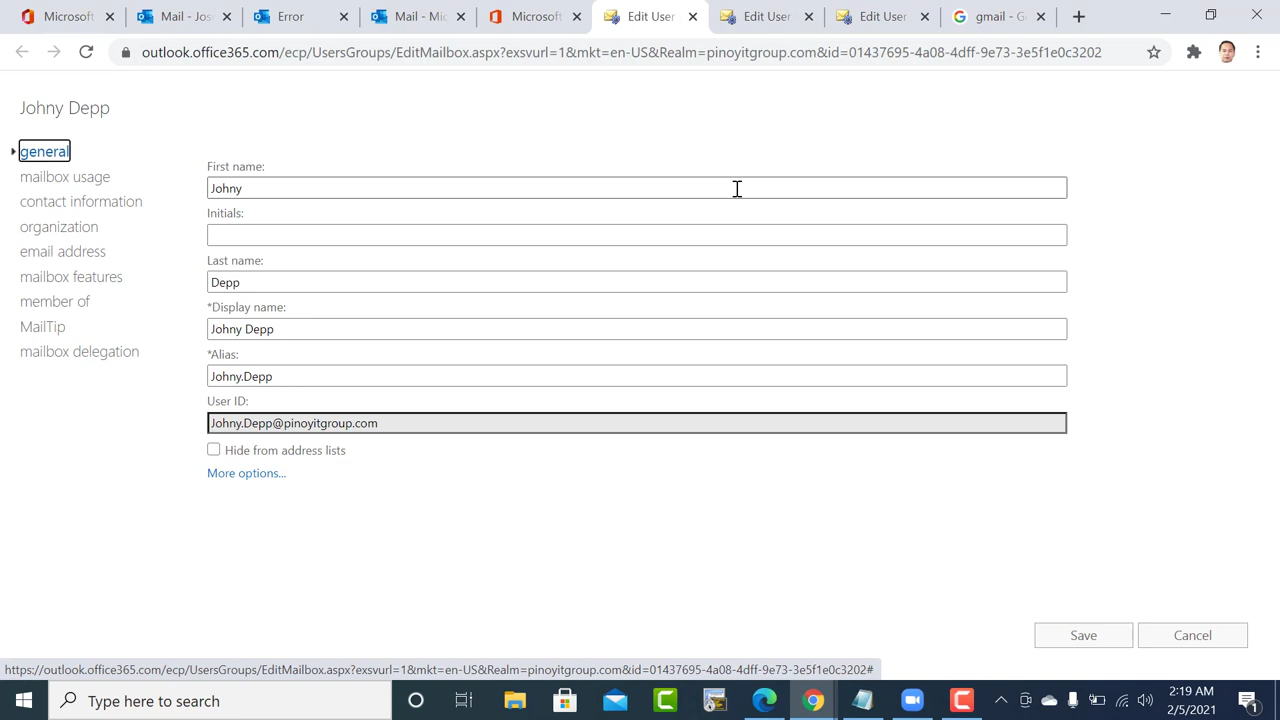 Microsoft
Mail - Jos
Error
Mail - Mic
Microsoft
Edit User
Edit User
Edit User
gmail - G
outlook.office365.com/ecp/UsersGroups/EditMailbox.aspx?exsvurl=1&mkt=en-US&Realm=pinoyitgroup.com&id=01437695-4a08-4dff-9e73-3e5f1e0c3202
Johny Depp
general
mailbox usage
contact information
organization
email address
mailbox features
member of
MailTip
mailbox delegation
First name:
Johny
Initials:
Last name:
Depp
*Display name:
Johny Depp
*Alias:
Johny.Depp
User ID:
Johny.Depp@pinoyitgroup.com
Hide from address lists
More options...
Save
Cancel
https://outlook.office365.com/ecp/UsersGroups/EditMailbox.aspx?exsvurl=1&mkt=en-US&Realm=pinoyitgroup.com&id=01437695-4a08-4dff-9e73-3e5f1e0c3202#
Type here to search
2:19 AM
2/5/2021
1